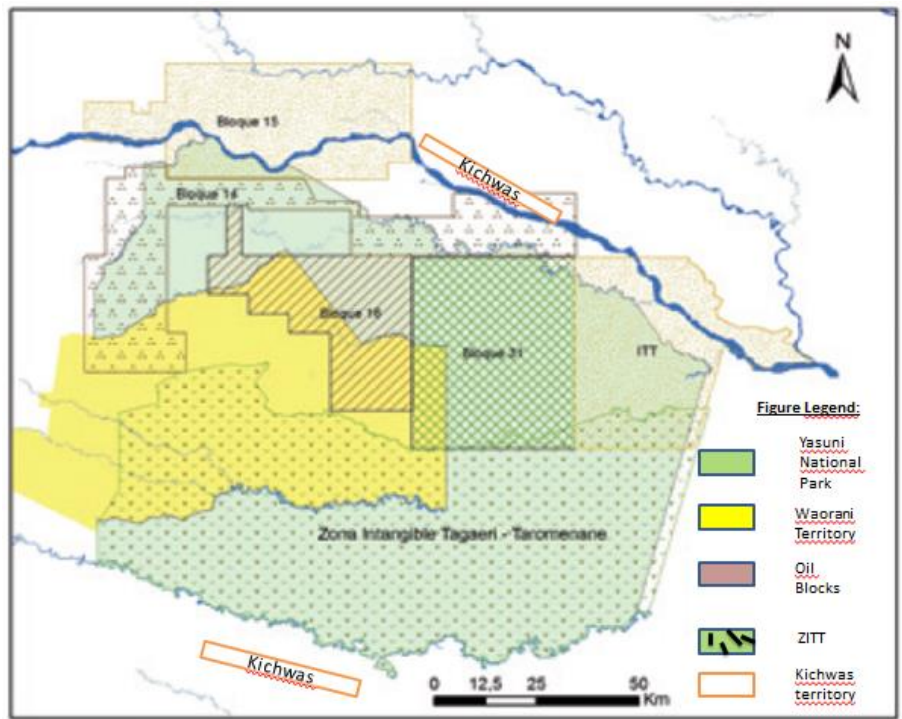 N
Bloque 15
Kichwas
Bloque 14
Bloque 16
Bloque 31
ITT
Zona Intangible Tagaeri - Taromenane
Kichwas
0 12,5 25 50
Km
Figure Legend:
Yasuni
National
Park
Waorani
Territory
Oil
Blocks
ZITT
Kichwas
territory